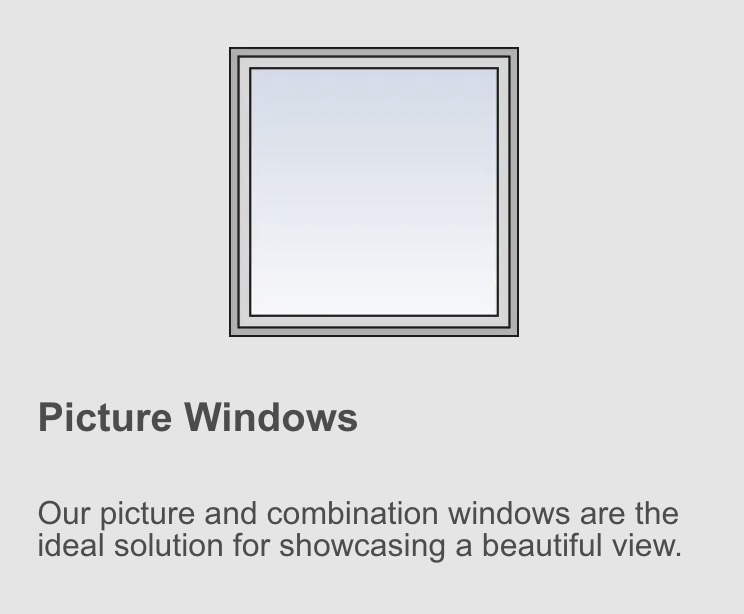 Picture Windows
Our picture and combination windows are the
ideal solution for showcasing a beautiful view.